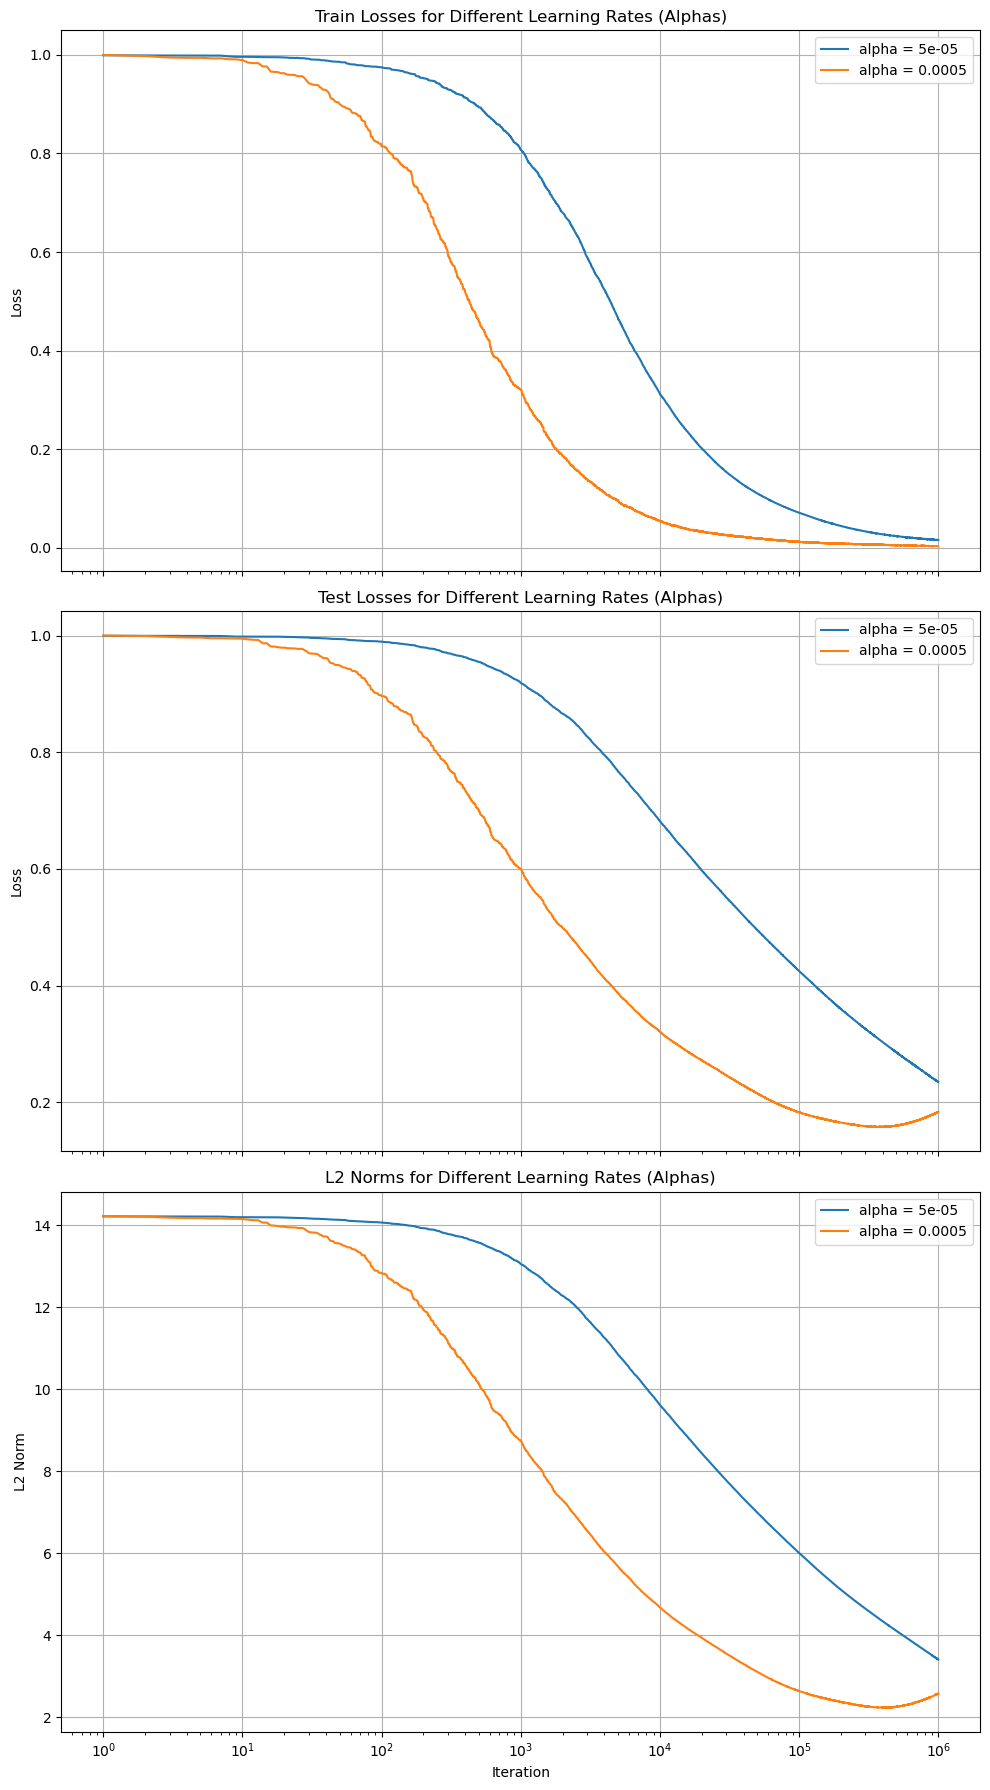 Train Losses for Different Learning Rates (Alphas)
alpha = 5e-05
alpha = 0.0005
Loss
1.0
0.8
0.6
0.4
0.2
0.0
Test Losses for Different Learning Rates (Alphas)
alpha = 5e-05
alpha = 0.0005
Loss
1.0
0.8
0.6
0.4
0.2
L2 Norms for Different Learning Rates (Alphas)
alpha = 5e-05
alpha = 0.0005
L2 Norm
14
12
10
8
6
4
2
10⁰ 10¹ 10² 10³ 10⁴ 10⁵ 10⁶
Iteration